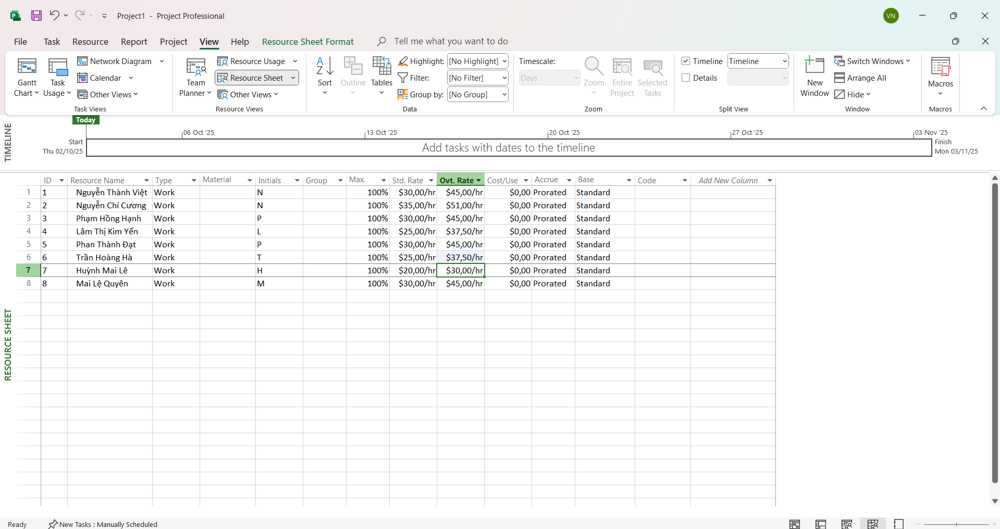 Project1 - Project Professional
VN
File Task Resource Report Project View Help Resource Sheet Format Tell me what you want to do
Gantt Chart
Task Usage
Network Diagram
Calendar
Other Views
Task Views
Team Planner
Resource Usage
Resource Sheet
Other Views
Resource Views
Sort
Outline
Tables
Highlight: [No Highlight]
Filter: [No Filter]
Group by: [No Group]
Data
Timescale:
Days
Zoom
Entire Project
Selected Tasks
Zoom
Timeline Timeline
Details
Split View
New Window
Switch Windows
Arrange All
Hide
Window
Macros
Macros
TIMELINE
Today
06 Oct '25 13 Oct '25 20 Oct '25 27 Oct '25 03 Nov '25
Start
Thu 02/10/25
Add tasks with dates to the timeline
Finish
Mon 03/11/25
RESOURCE SHEET
ID Resource Name Type Material Initials Group Max. Std. Rate Ovt. Rate Cost/Use Accrue Base Code Add New Column
1 1 Nguyễn Thành Việt Work N 100% $30,00/hr $45,00/hr $0,00 Prorated Standard
2 2 Nguyễn Chí Cương Work N 100% $35,00/hr $51,00/hr $0,00 Prorated Standard
3 3 Phạm Hồng Hạnh Work P 100% $30,00/hr $45,00/hr $0,00 Prorated Standard
4 4 Lâm Thị Kim Yến Work L 100% $25,00/hr $37,50/hr $0,00 Prorated Standard
5 5 Phan Thành Đạt Work P 100% $30,00/hr $45,00/hr $0,00 Prorated Standard
6 6 Trần Hoàng Hà Work T 100% $25,00/hr $37,50/hr $0,00 Prorated Standard
7 7 Huỳnh Mai Lê Work H 100% $20,00/hr $30,00/hr $0,00 Prorated Standard
8 8 Mai Lệ Quyên Work M 100% $30,00/hr $45,00/hr $0,00 Prorated Standard
Ready New Tasks : Manually Scheduled